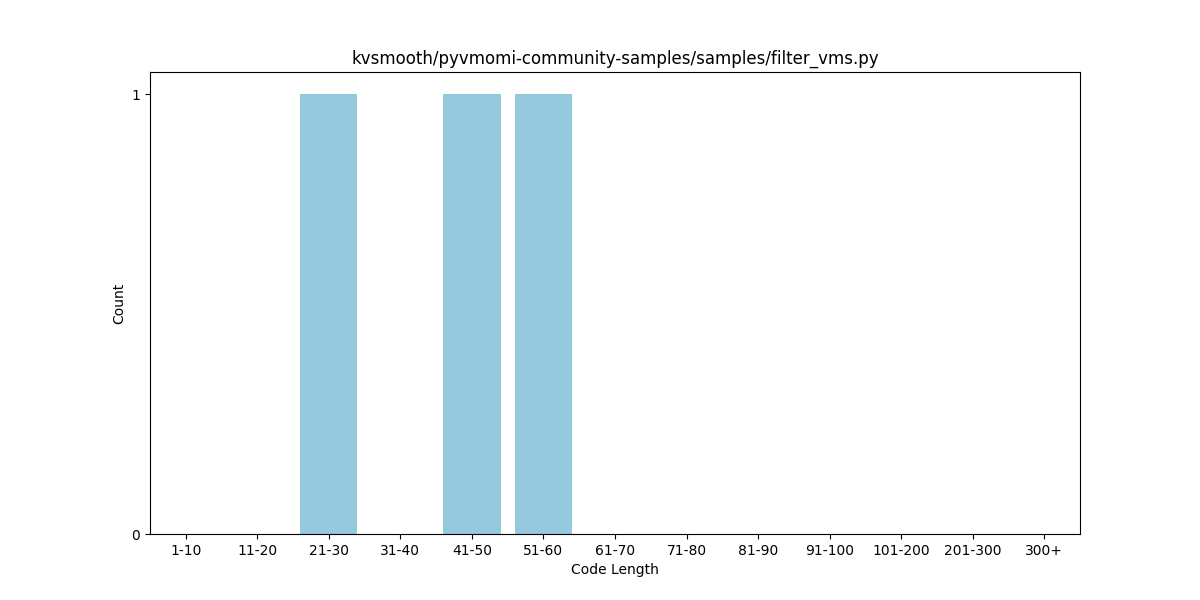 kvsmooth/pyvmomi-community-samples/samples/filter_vms.py
1
Count
0
1-10 11-20 21-30 31-40 41-50 51-60 61-70 71-80 81-90 91-100 101-200 201-300 300+
Code Length